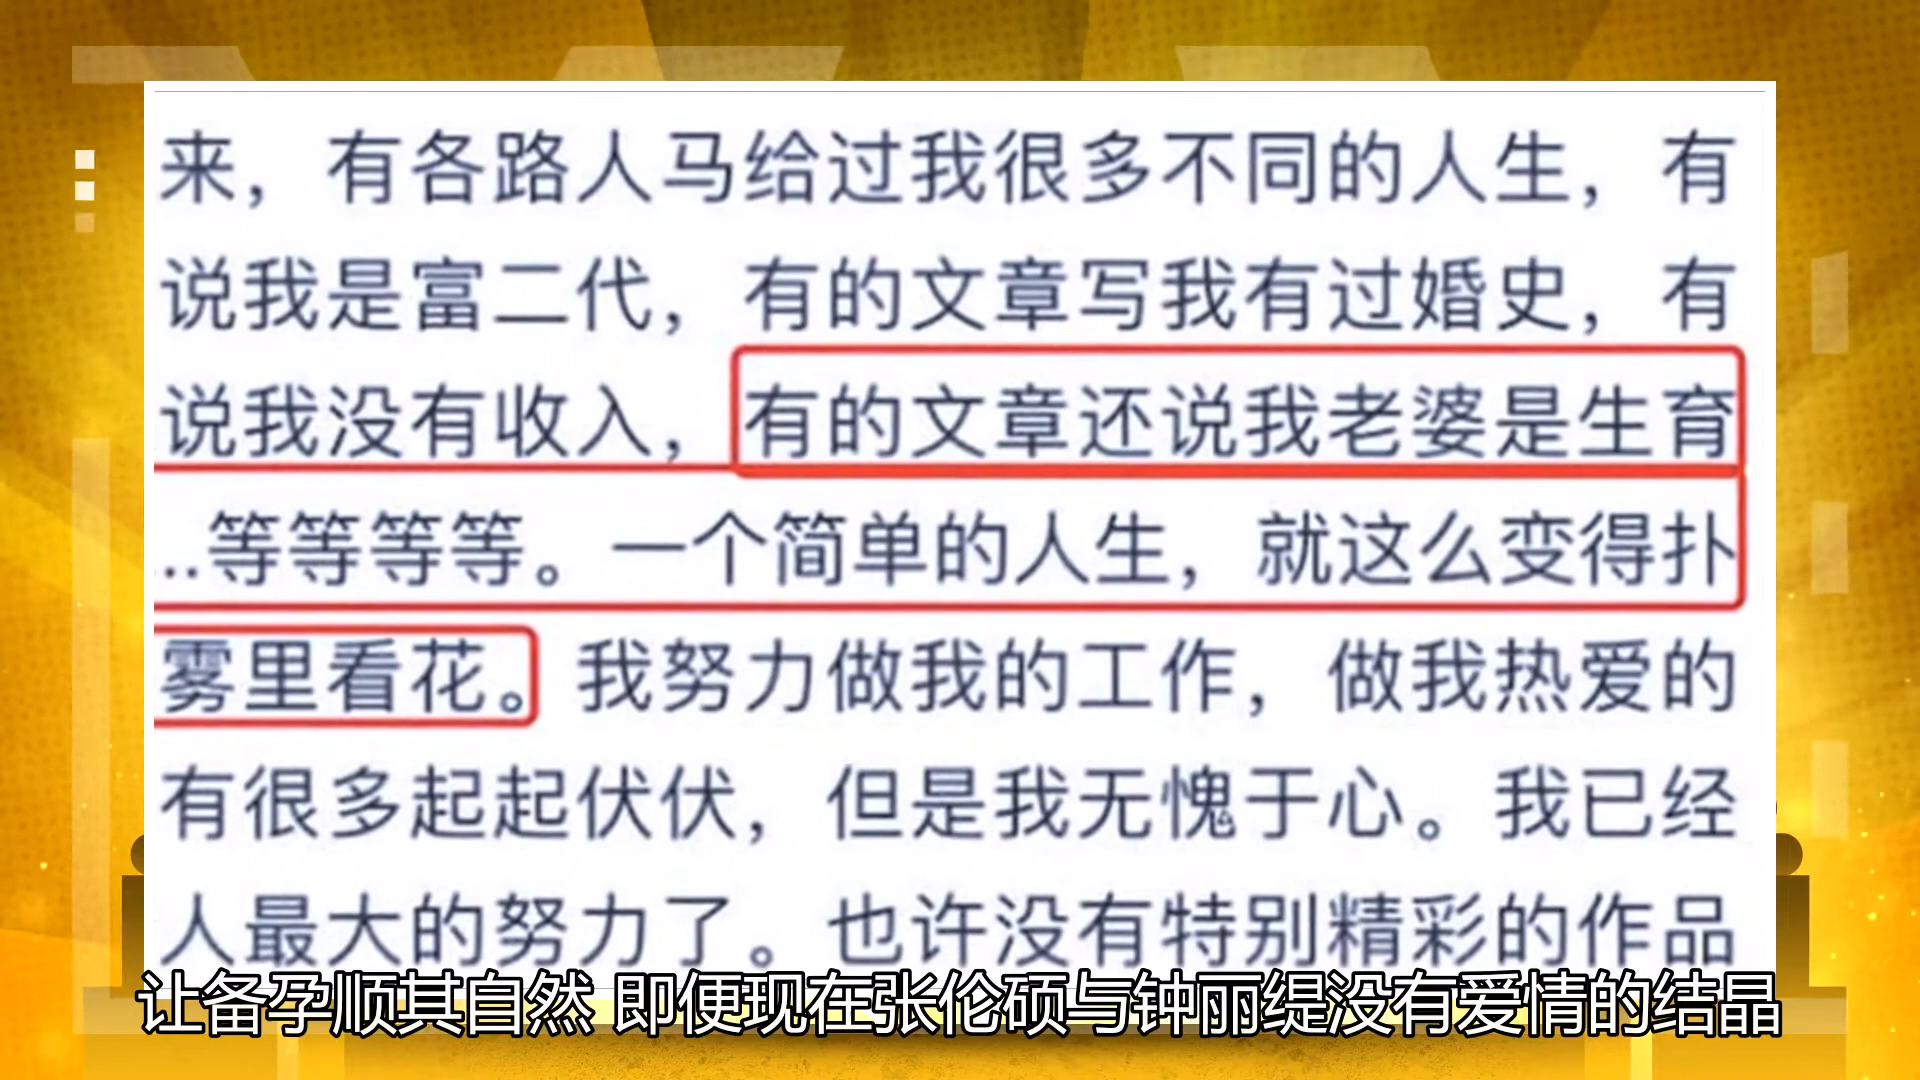 来，有各路人马给过我很多不同的人生，有
说我是富二代，有的文章写我有过婚史，有
说我没有收入，有的文章还说我老婆是生育
...等等等等。一个简单的人生，就这么变得扑
雾里看花。我努力做我的工作，做我热爱的
有很多起起伏伏，但是我无愧于心。我已经
人最大的努力了。也许没有特别精彩的作品
让备孕顺其自然 即便现在张伦硕与钟丽缇没有爱情的结晶